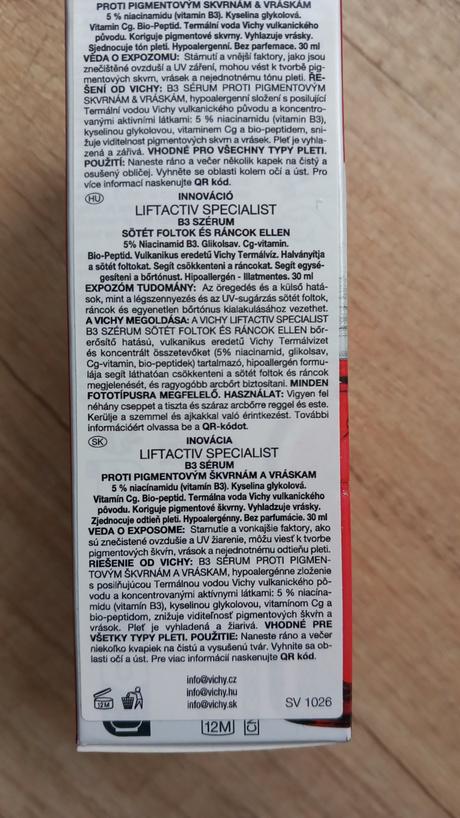 PROTI PIGMENTOVÝM SKVRNÁM & VRÁSKÁM
5 % niacinamidu (vitamín B3). Kyselina glykolová.
Vitamín Cg. Bio-Peptid. Termální voda Vichy vulkanického
původu. Koriguje pigmentové skvrny. Vyhlazuje vrásky.
Sjednocuje tón pleti. Hypoalergenní. Bez parfemace. 30 ml
VĚDA O EXPOZOMU: Stárnutí a vnější faktory, jako jsou
znečištěné ovzduší a UV záření, mohou vést k tvorbě pig-
mentových skvrn, vrásek a nejednotnému tónu pleti. ŘE-
ŠENÍ OD VICHY: B3 SÉRUM PROTI PIGMENTOVÝM
SKVRNÁM & VRÁSKÁM, hypoalergenní složení s posilující
Termální vodou Vichy vulkanického původu a koncentro-
vanými aktivními látkami: 5 % niacinamidu (vitamin B3),
kyselinou glykolovou, vitaminem Cg a bio-peptidem, sni-
žuje viditelnost pigmentových skvrn a vrásek. Pleť je vyhla-
zená a zářivá. VHODNÉ PRO VŠECHNY TYPY PLETI.
POUŽITÍ: Naneste ráno a večer několik kapek na čistý a
osušený obličej. Vyhněte se oblasti kolem očí a úst. Pro
více informací naskenujte QR kód.
HU INNOVÁCIÓ
LIFTACTIV SPECIALIST
B3 SZÉRUM
SÖTÉT FOLTOK ÉS RÁNCOK ELLEN
5% Niacinamid B3. Glikolsav. Cg-vitamin.
Bio-Peptid. Vulkanikus eredetű Vichy Termálvíz. Halványítja
a sötét foltokat. Segít csökkenteni a ráncokat. Segít egysé-
gesíteni a bőrtónust. Hipoallergén - Illatmentes. 30 ml
EXPOZÓM TUDOMÁNY: Az öregedés és a külső hatá-
sok, mint a légszennyezés és az UV-sugárzás sötét foltok,
ráncok és egyenetlen bőrtónus kialakulásához vezethet.
A VICHY MEGOLDÁSA: A VICHY LIFTACTIV SPECIALIST
B3 SZÉRUM SÖTÉT FOLTOK ÉS RÁNCOK ELLEN bőr-
erősítő hatású, vulkanikus eredetű Vichy Termálvizet
és koncentrált összetevőket (5% niacinamid, glikolsav,
Cg-vitamin, bio-peptidek) tartalmazó, hipoallergén formu-
lája segít láthatóan csökkenteni a sötét foltok és ráncok
megjelenését, és ragyogóbb arcbőrt biztosítani. MINDEN
FOTOTÍPUSRA MEGFELELŐ. HASZNÁLAT: Vigyen fel
néhány cseppet a tiszta és száraz arcbőrre reggel és este.
Kerülje a szemmel és ajkakkal való érintkezést. További
információért olvassa be a QR-kódot.
SK INOVÁCIA
LIFTACTIV SPECIALIST
B3 SÉRUM
PROTI PIGMENTOVÝM ŠKVRNÁM A VRÁSKAM
5 % niacínamidu (vitamín B3). Kyselina glykolová.
Vitamín Cg. Bio-peptid. Termálna voda Vichy vulkanického
pôvodu. Koriguje pigmentové škvrny. Vyhladzuje vrásky.
Zjednocuje odtieň pleti. Hypoalergénny. Bez parfumácie. 30 ml
VEDA O EXPOSOME: Starnutie a vonkajšie faktory, ako
sú znečistené ovzdušie a UV žiarenie, môžu viesť k tvorbe
pigmentových škvŕn, vrások a nejednotného odtieňu pleti.
RIEŠENIE OD VICHY: B3 SÉRUM PROTI PIGMEN-
TOVÝM ŠKVRNÁM A VRÁSKAM, hypoalergénne zloženie
s posilňujúcou Termálnou vodou Vichy vulkanického pô-
vodu a koncentrovanými aktívnymi látkami: 5 % niacína-
midu (vitamín B3), kyselinou glykolovou, vitamínom Cg a
bio-peptidom, znižuje viditeľnosť pigmentových škvŕn a
vrások. Pleť je vyhladená a žiarivá. VHODNÉ PRE
VŠETKY TYPY PLETI. POUŽITIE: Naneste ráno a večer
niekoľko kvapiek na čistú a vysušenú tvár. Vyhnite sa ob-
lasti očí a úst. Pre viac informácií naskenujte QR kód.
info@vichy.cz
info@vichy.hu
12M info@vichy.sk SV 1026
12M